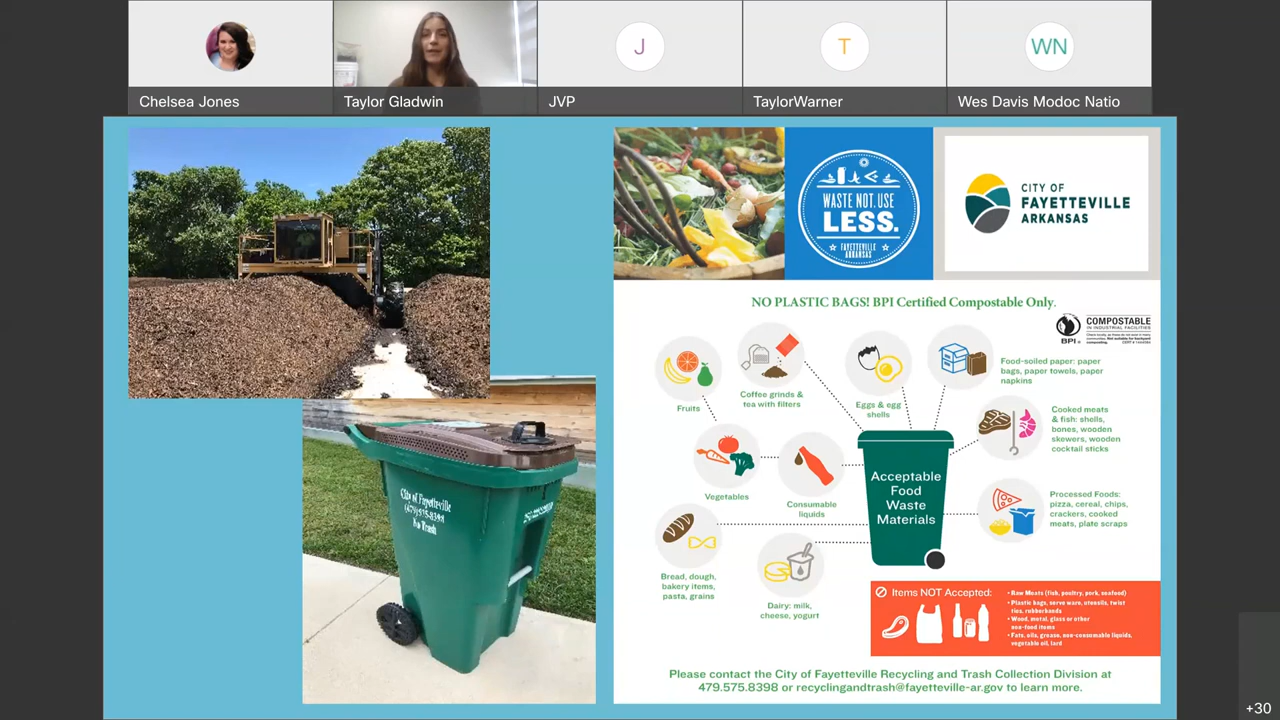 J
T
WN
Chelsea Jones
Taylor Gladwin
JVP
TaylorWarner
Wes Davis Modoc Natio
WASTE NOT. USE
LESS.
FAYETTEVILLE
ARKANSAS
CITY OF
FAYETTEVILLE
ARKANSAS
NO PLASTIC BAGS! BPI Certified Compostable Only.
BPI
COMPOSTABLE
IN INDUSTRIAL FACILITIES
Food-soiled paper: paper
bags, paper towels, paper
napkins
Fruits
Coffee grinds &
tea with filters
Eggs & egg
shells
Cooked meats
& fish: shells,
bones, wooden
skewers, wooden
cocktail sticks
Vegetables
Consumable
liquids
Acceptable
Food
Waste
Materials
Processed Foods:
pizza, cereal, chips,
crackers, cooked
meats, plate scraps
Bread, dough,
bakery items,
pasta, grains
Dairy: milk,
cheese, yogurt
Items NOT Accepted:
• Raw Meats (fish, poultry, pork, seafood)
• Plastic bags, serve ware, utensils, twist
ties, rubberbands
• Wood, metal, glass or other
non-food items
• Fats, oils, grease, non-consumable liquids,
vegetable oil, lard
Please contact the City of Fayetteville Recycling and Trash Collection Division at
479.575.8398 or recyclingandtrash@fayetteville-ar.gov to learn more.
City of Fayetteville
(479)575-8398
No Trash
+30